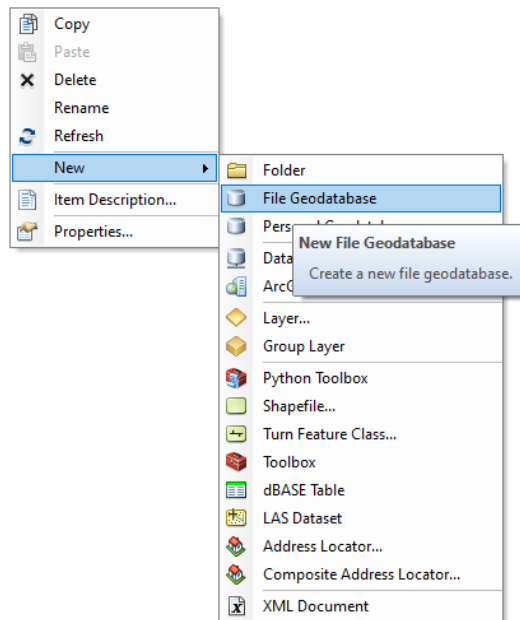 Copy
Paste
Delete
Rename
Refresh
New
Item Description...
Properties...
Folder
File Geodatabase
New File Geodatabase
Create a new file geodatabase.
Layer...
Group Layer
Python Toolbox
Shapefile...
Turn Feature Class...
Toolbox
dBASE Table
LAS Dataset
Address Locator...
Composite Address Locator...
XML Document